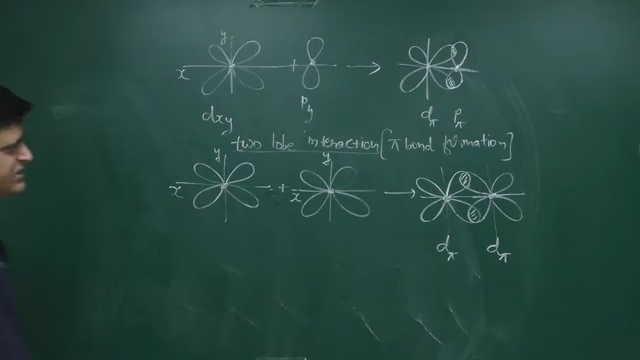 y
x + →
dxy Py dπ Pπ
two lobe interaction [π bond formation]
y y
x + x →
dπ dπ